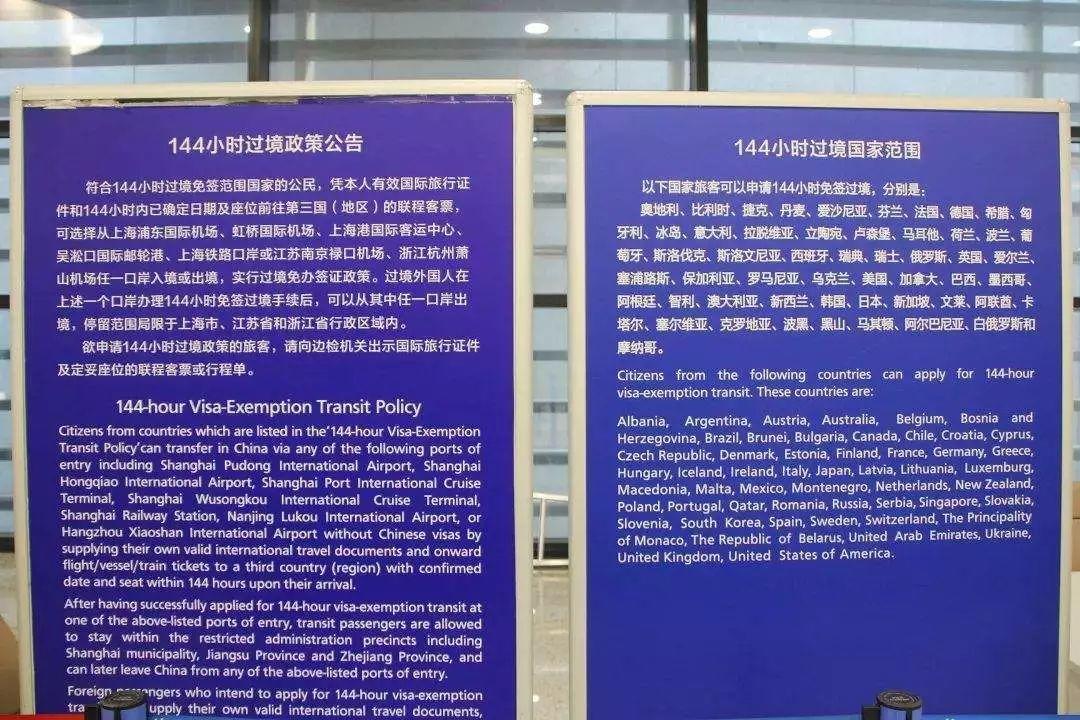 144小时过境政策公告
符合144小时过境免签范围国家的公民，凭本人有效国际旅行证
件和144小时内已确定日期及座位前往第三国（地区）的联程客票，
可选择从上海浦东国际机场、虹桥国际机场、上海港国际客运中心、
吴淞口国际邮轮港、上海铁路口岸或江苏南京禄口机场、浙江杭州萧
山机场任一口岸入境或出境，实行过境免办签证政策。过境外国人在
上述一个口岸办理144小时免签过境手续后，可以从其中任一口岸出
境，停留范围局限于上海市、江苏省和浙江省行政区域内。
欲申请144小时过境政策的旅客，请向边检机关出示国际旅行证件
及定妥座位的联程客票或行程单。
144-hour Visa-Exemption Transit Policy
Citizens from countries which are listed in the'144-hour Visa-Exemption
Transit Policy'can transfer in China via any of the following ports of
entry including Shanghai Pudong International Airport, Shanghai
Hongqiao International Airport, Shanghai Port International Cruise
Terminal, Shanghai Wusongkou International Cruise Terminal,
Shanghai Railway Station, Nanjing Lukou International Airport, or
Hangzhou Xiaoshan International Airport without Chinese visas by
supplying their own valid international travel documents and onward
flight/vessel/train tickets to a third country (region) with confirmed
date and seat within 144 hours upon their arrival.
After having successfully applied for 144-hour visa-exemption transit at
one of the above-listed ports of entry, transit passengers are allowed
to stay within the restricted administration precincts including
Shanghai municipality, Jiangsu Province and Zhejiang Province, and
can later leave China from any of the above-listed ports of entry.
Foreign passengers who intend to apply for 144-hour visa-exemption
supply their own valid international travel documents,
144小时过境国家范围
以下国家旅客可以申请144小时免签过境，分别是：
奥地利、比利时、捷克、丹麦、爱沙尼亚、芬兰、法国、德国、希腊、匈
牙利、冰岛、意大利、拉脱维亚、立陶宛、卢森堡、马耳他、荷兰、波兰、葡
萄牙、斯洛伐克、斯洛文尼亚、西班牙、瑞典、瑞士、俄罗斯、英国、爱尔兰、
塞浦路斯、保加利亚、罗马尼亚、乌克兰、美国、加拿大、巴西、墨西哥、
阿根廷、智利、澳大利亚、新西兰、韩国、日本、新加坡、文莱、阿联酋、卡
塔尔、塞尔维亚、克罗地亚、波黑、黑山、马其顿、阿尔巴尼亚、白俄罗斯和
摩纳哥。
Citizens from the following countries can apply for 144-hour
visa-exemption transit. These countries are:
Albania, Argentina, Austria, Australia, Belgium, Bosnia and
Herzegovina, Brazil, Brunei, Bulgaria, Canada, Chile, Croatia, Cyprus,
Czech Republic, Denmark, Estonia, Finland, France, Germany, Greece,
Hungary, Iceland, Ireland, Italy, Japan, Latvia, Lithuania, Luxemburg,
Macedonia, Malta, Mexico, Montenegro, Netherlands, New Zealand,
Poland, Portugal, Qatar, Romania, Russia, Serbia, Singapore, Slovakia,
Slovenia, South Korea, Spain, Sweden, Switzerland, The Principality
of Monaco, The Republic of Belarus, United Arab Emirates, Ukraine,
United Kingdom, United States of America.